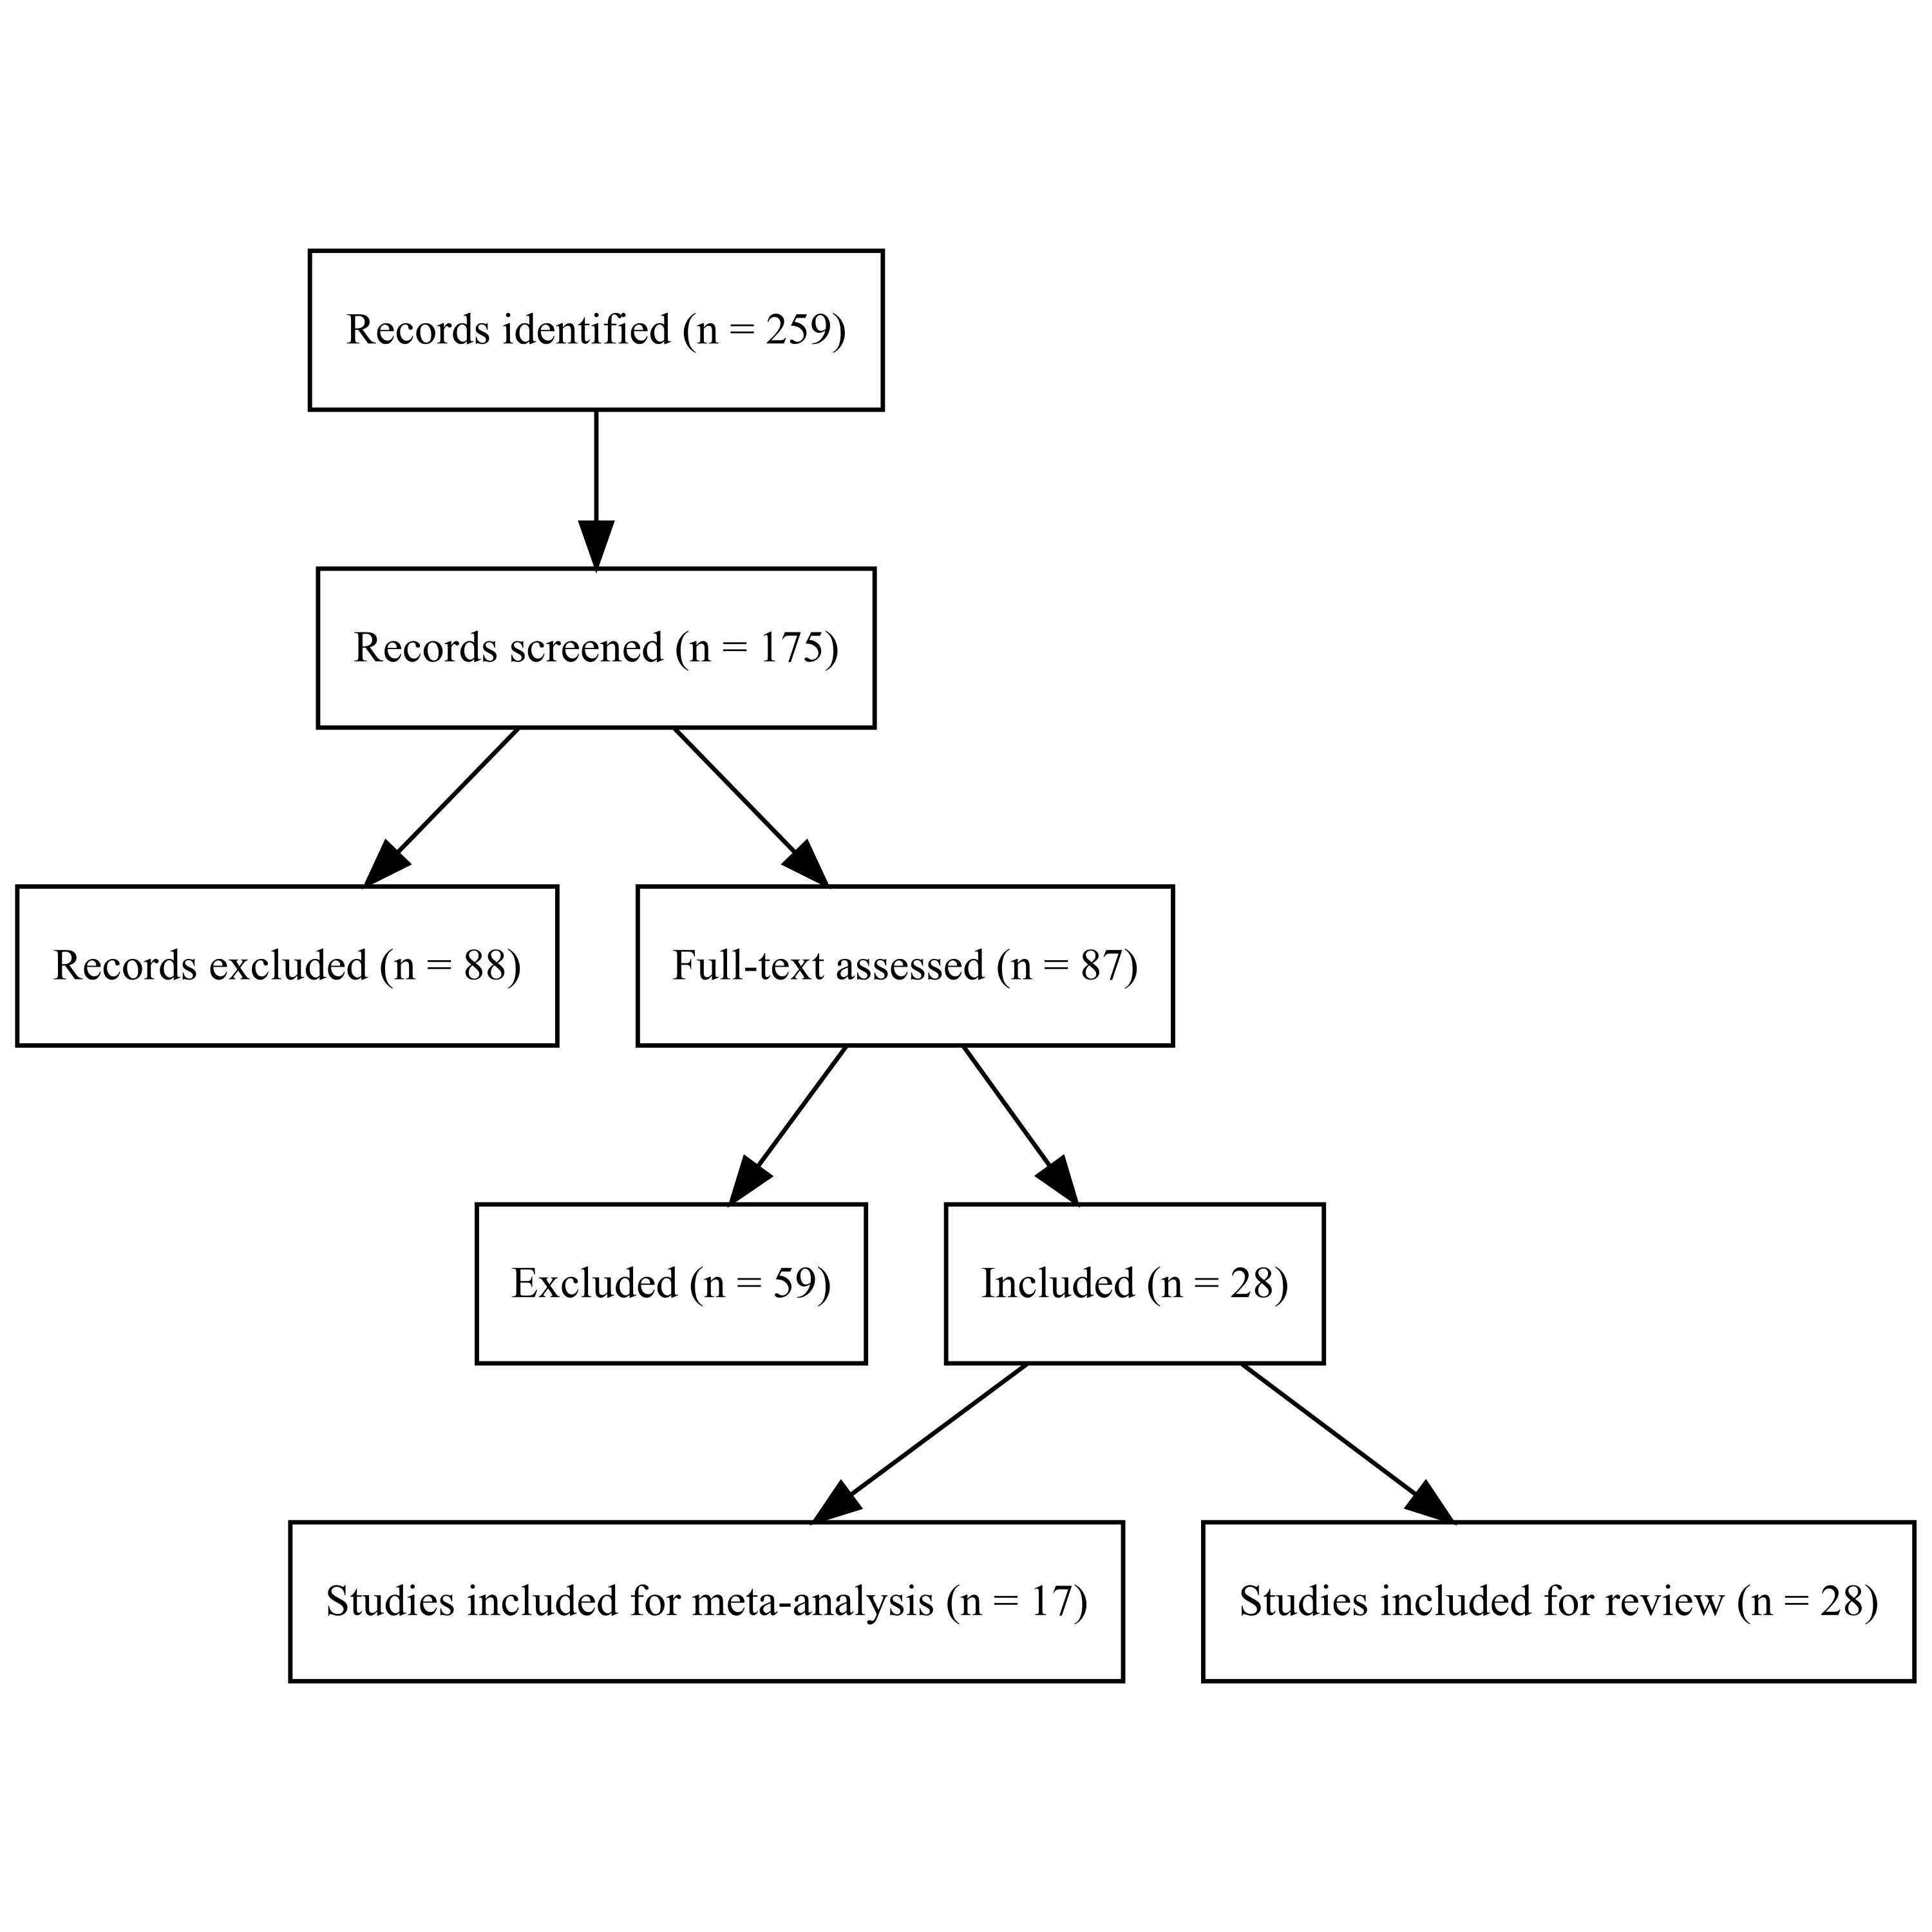 Records identified (n = 259)
Records screened (n = 175)
Records excluded (n = 88)
Full-text assessed (n = 87)
Excluded (n = 59)
Included (n = 28)
Studies included for meta-analysis (n = 17)
Studies included for review (n = 28)